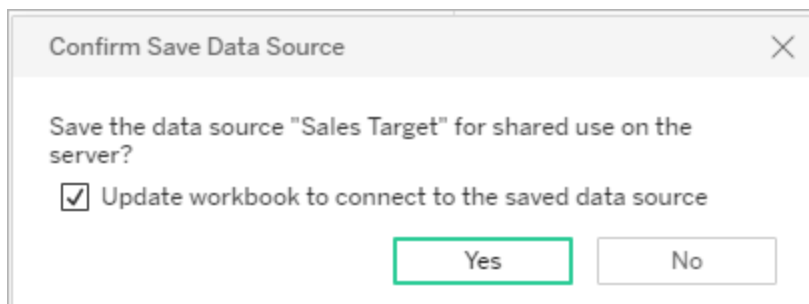 Confirm Save Data Source
Save the data source "Sales Target" for shared use on the
server?
Update workbook to connect to the saved data source
Yes
No